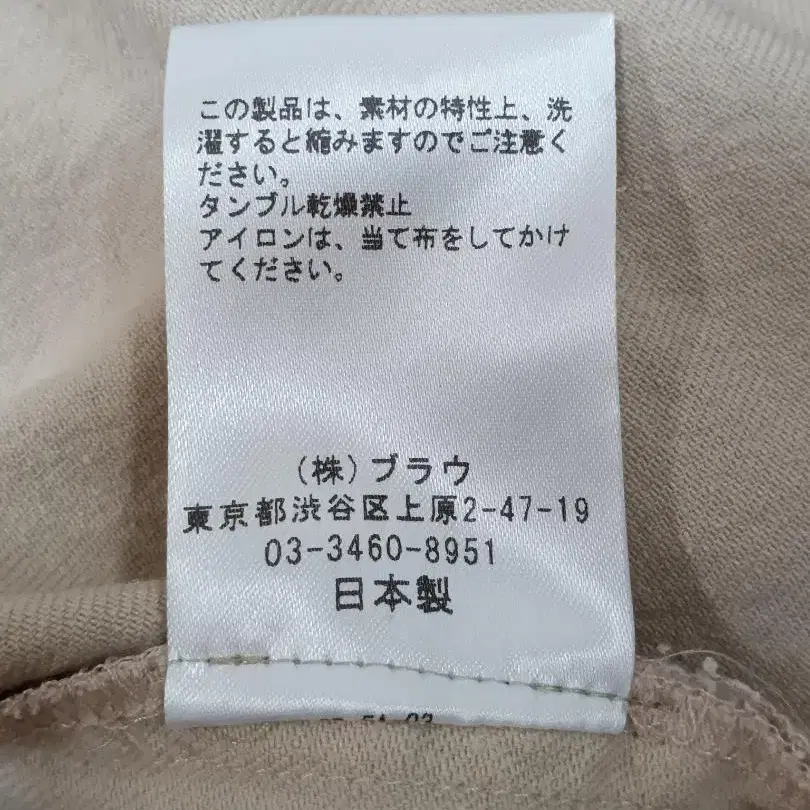 この製品は、素材の特性上、洗
濯すると縮みますのでご注意く
ださい。
タンブル乾燥禁止
アイロンは、当て布をしてかけ
てください。
(株)ブラウ
東京都渋谷区上原2-47-19
03-3460-8951
日本製